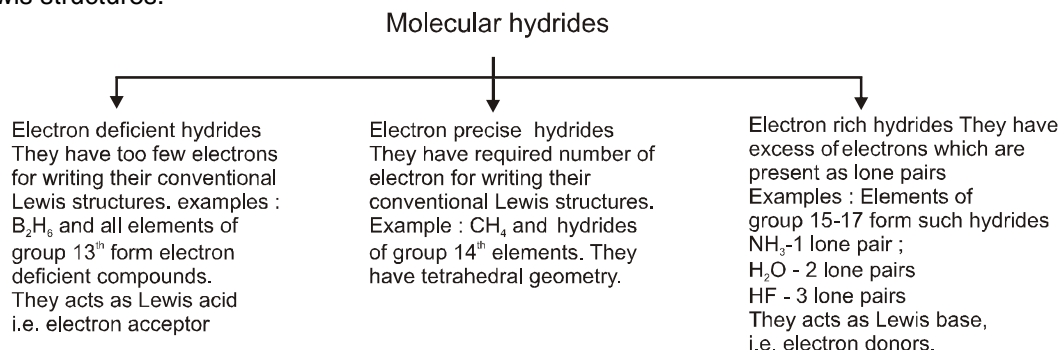 wis structures.
Molecular hydrides
Electron deficient hydrides
They have too few electrons
for writing their conventional
Lewis structures. examples :
B₂H₆ and all elements of
group 13ᵗʰ form electron
deficient compounds.
They acts as Lewis acid
i.e. electron acceptor
Electron precise hydrides
They have required number of
electron for writing their
conventional Lewis structures.
Example : CH₄ and hydrides
of group 14ᵗʰ elements. They
have tetrahedral geometry.
Electron rich hydrides They have
excess of electrons which are
present as lone pairs
Examples : Elements of
group 15-17 form such hydrides
NH₃-1 lone pair ;
H₂O - 2 lone pairs
HF - 3 lone pairs
They acts as Lewis base,
i.e. electron donors.